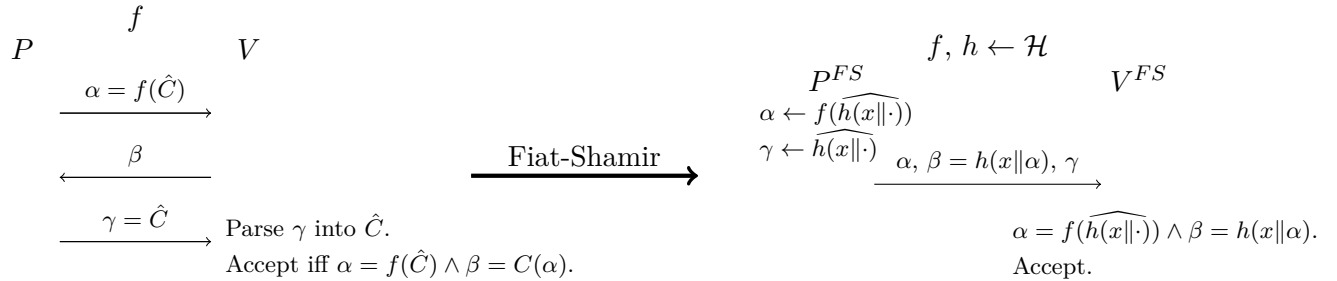 f
P V
α = f(Ĉ)
β
γ = Ĉ
Parse γ into Ĉ.
Accept iff α = f(Ĉ) ∧ β = C(α).
Fiat-Shamir
f, h ← ℋ
P^{FS} V^{FS}
α ← f(\widehat{h(x‖·)})
γ ← \widehat{h(x‖·)}
α, β = h(x‖α), γ
α = f(\widehat{h(x‖·)}) ∧ β = h(x‖α).
Accept.